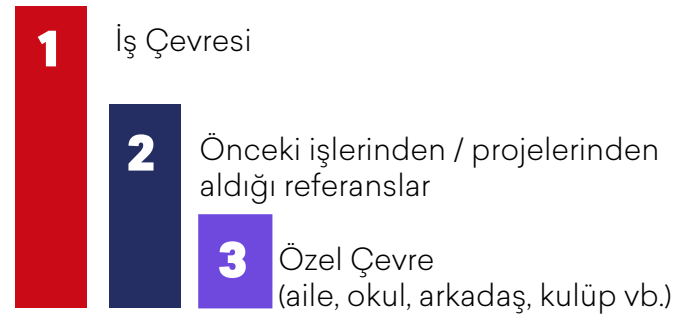 1
İş Çevresi
2
Önceki işlerinden / projelerinden
aldığı referanslar
3
Özel Çevre
(aile, okul, arkadaş, kulüp vb.)